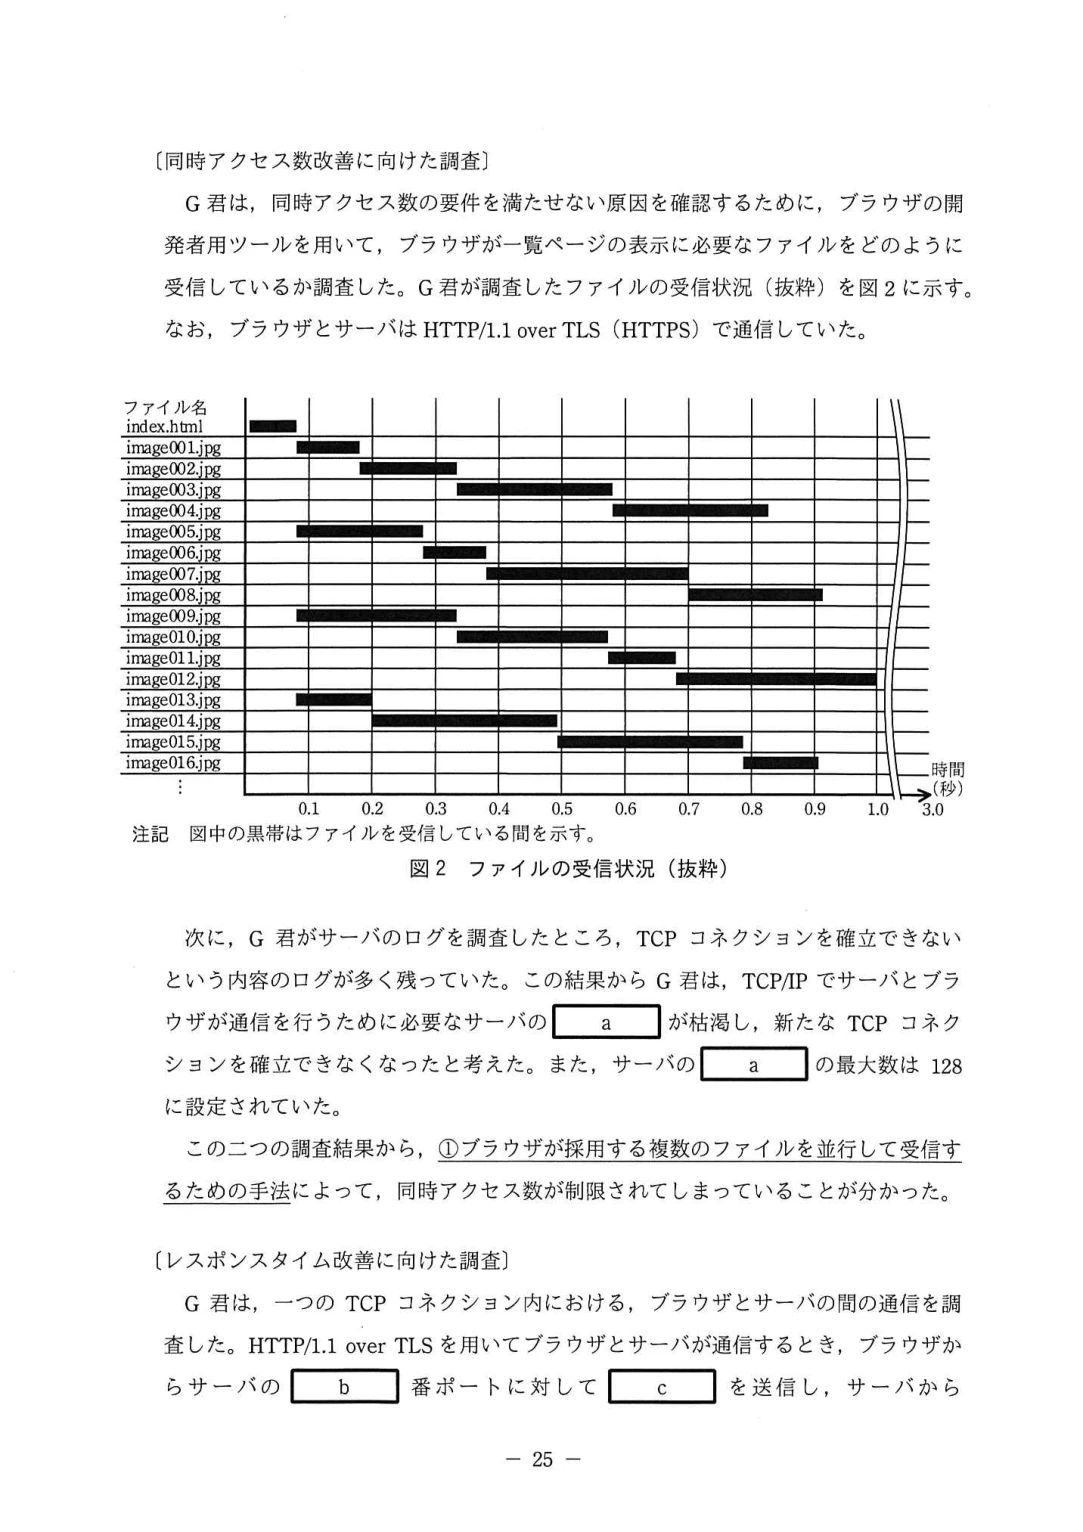 〔同時アクセス数改善に向けた調査〕
G 君は，同時アクセス数の要件を満たせない原因を確認するために，ブラウザの開
発者用ツールを用いて，ブラウザが一覧ページの表示に必要なファイルをどのように
受信しているか調査した。G 君が調査したファイルの受信状況（抜粋）を図 2 に示す。
なお，ブラウザとサーバは HTTP/1.1 over TLS（HTTPS）で通信していた。
ファイル名
index.html
image001.jpg
image002.jpg
image003.jpg
image004.jpg
image005.jpg
image006.jpg
image007.jpg
image008.jpg
image009.jpg
image010.jpg
image011.jpg
image012.jpg
image013.jpg
image014.jpg
image015.jpg
image016.jpg
⋮
時間
（秒）
0.1 0.2 0.3 0.4 0.5 0.6 0.7 0.8 0.9 1.0 3.0
注記　図中の黒帯はファイルを受信している間を示す。
図 2　ファイルの受信状況（抜粋）
次に，G 君がサーバのログを調査したところ，TCP コネクションを確立できない
という内容のログが多く残っていた。この結果から G 君は，TCP/IP でサーバとブラ
ウザが通信を行うために必要なサーバの a が枯渇し，新たな TCP コネク
ションを確立できなくなったと考えた。また，サーバの a の最大数は 128
に設定されていた。
この二つの調査結果から，①ブラウザが採用する複数のファイルを並行して受信す
るための手法によって，同時アクセス数が制限されてしまっていることが分かった。
〔レスポンスタイム改善に向けた調査〕
G 君は，一つの TCP コネクション内における，ブラウザとサーバの間の通信を調
査した。HTTP/1.1 over TLS を用いてブラウザとサーバが通信するとき，ブラウザか
らサーバの b 番ポートに対して c を送信し，サーバから
－ 25 －